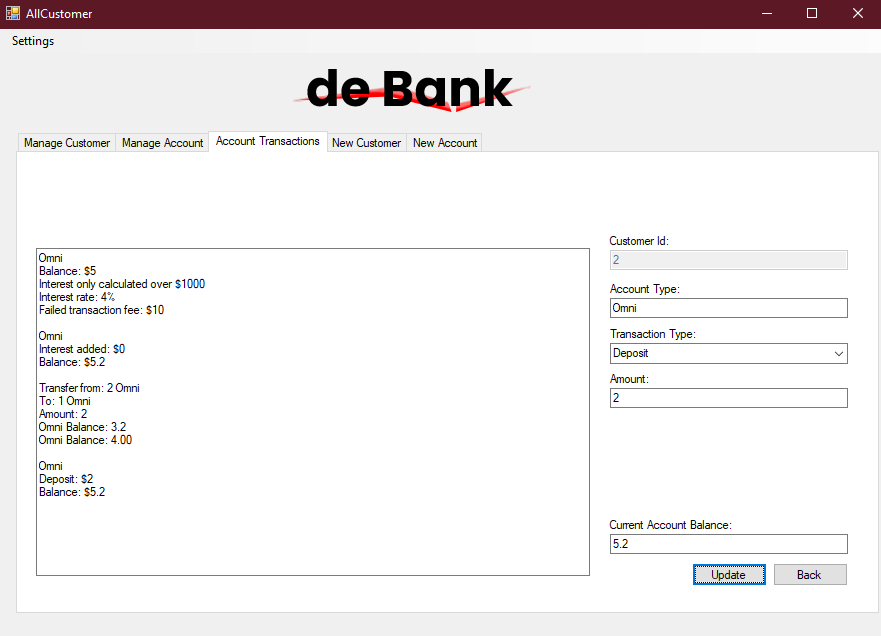 AllCustomer
Settings
de Bank
Manage Customer
Manage Account
Account Transactions
New Customer
New Account
Omni
Balance: $5
Interest only calculated over $1000
Interest rate: 4%
Failed transaction fee: $10
Omni
Interest added: $0
Balance: $5.2
Transfer from: 2 Omni
To: 1 Omni
Amount: 2
Omni Balance: 3.2
Omni Balance: 4.00
Omni
Deposit: $2
Balance: $5.2
Customer Id:
2
Account Type:
Omni
Transaction Type:
Deposit
Amount:
2
Current Account Balance:
5.2
Update
Back